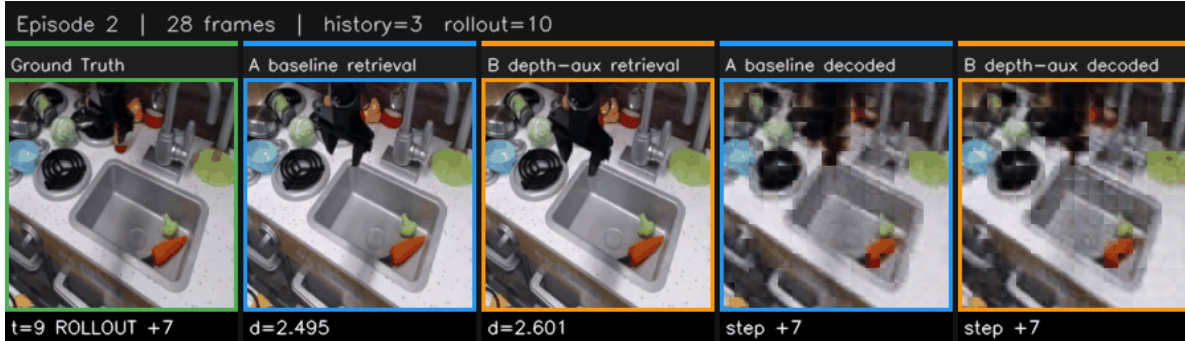 Episode 2 | 28 frames | history=3 rollout=10
Ground Truth
A baseline retrieval
B depth-aux retrieval
A baseline decoded
B depth-aux decoded
t=9 ROLLOUT +7
d=2.495
d=2.601
step +7
step +7